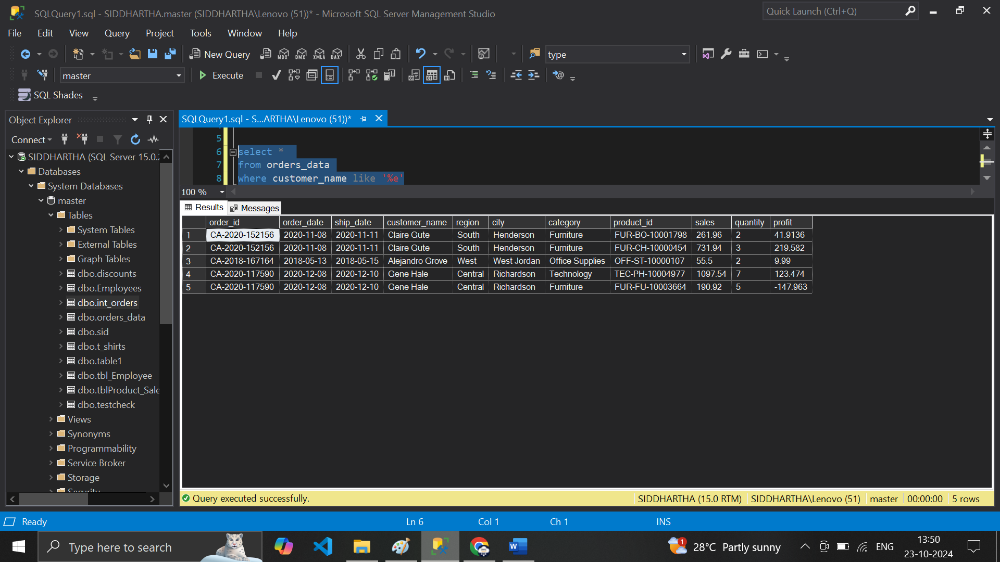 SQLQuery1.sql - SIDDHARTHA.master (SIDDHARTHA\Lenovo (51))* - Microsoft SQL Server Management Studio
Quick Launch (Ctrl+Q)
File Edit View Query Project Tools Window Help
New Query MDX DMX XMLA DAX type
master Execute
SQL Shades
Object Explorer
Connect
SIDDHARTHA (SQL Server 15.0.2
Databases
System Databases
master
Tables
System Tables
External Tables
Graph Tables
dbo.discounts
dbo.Employees
dbo.int_orders
dbo.orders_data
dbo.sid
dbo.t_shirts
dbo.table1
dbo.tbl_Employee
dbo.tblProduct_Sale
dbo.testcheck
Views
Synonyms
Programmability
Service Broker
Storage
Security
SQLQuery1.sql - S...ARTHA\Lenovo (51))*
5
6 select *
7 from orders_data
8 where customer_name like '%e'
100 %
Results Messages
order_id order_date ship_date customer_name region city category product_id sales quantity profit
1 CA-2020-152156 2020-11-08 2020-11-11 Claire Gute South Henderson Furniture FUR-BO-10001798 261.96 2 41.9136
2 CA-2020-152156 2020-11-08 2020-11-11 Claire Gute South Henderson Furniture FUR-CH-10000454 731.94 3 219.582
3 CA-2018-167164 2018-05-13 2018-05-15 Alejandro Grove West West Jordan Office Supplies OFF-ST-10000107 55.5 2 9.99
4 CA-2020-117590 2020-12-08 2020-12-10 Gene Hale Central Richardson Technology TEC-PH-10004977 1097.54 7 123.474
5 CA-2020-117590 2020-12-08 2020-12-10 Gene Hale Central Richardson Furniture FUR-FU-10003664 190.92 5 -147.963
Query executed successfully. SIDDHARTHA (15.0 RTM) SIDDHARTHA\Lenovo (51) master 00:00:00 5 rows
Ready Ln 6 Col 1 Ch 1 INS
Type here to search
W
1
28°C Partly sunny
ENG
13:50
23-10-2024